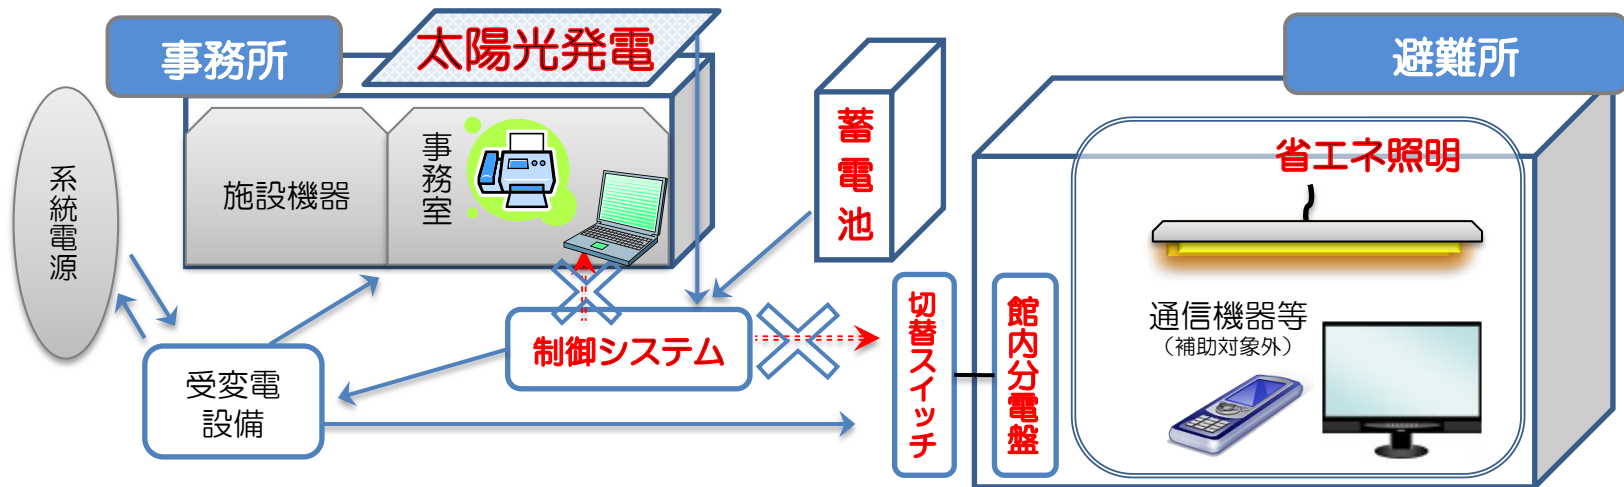 事務所
太陽光発電
避難所
系統電源
施設機器
事務室
蓄電池
省エネ照明
通信機器等
（補助対象外）
制御システム
切替スイッチ
館内分電盤
受変電
設備